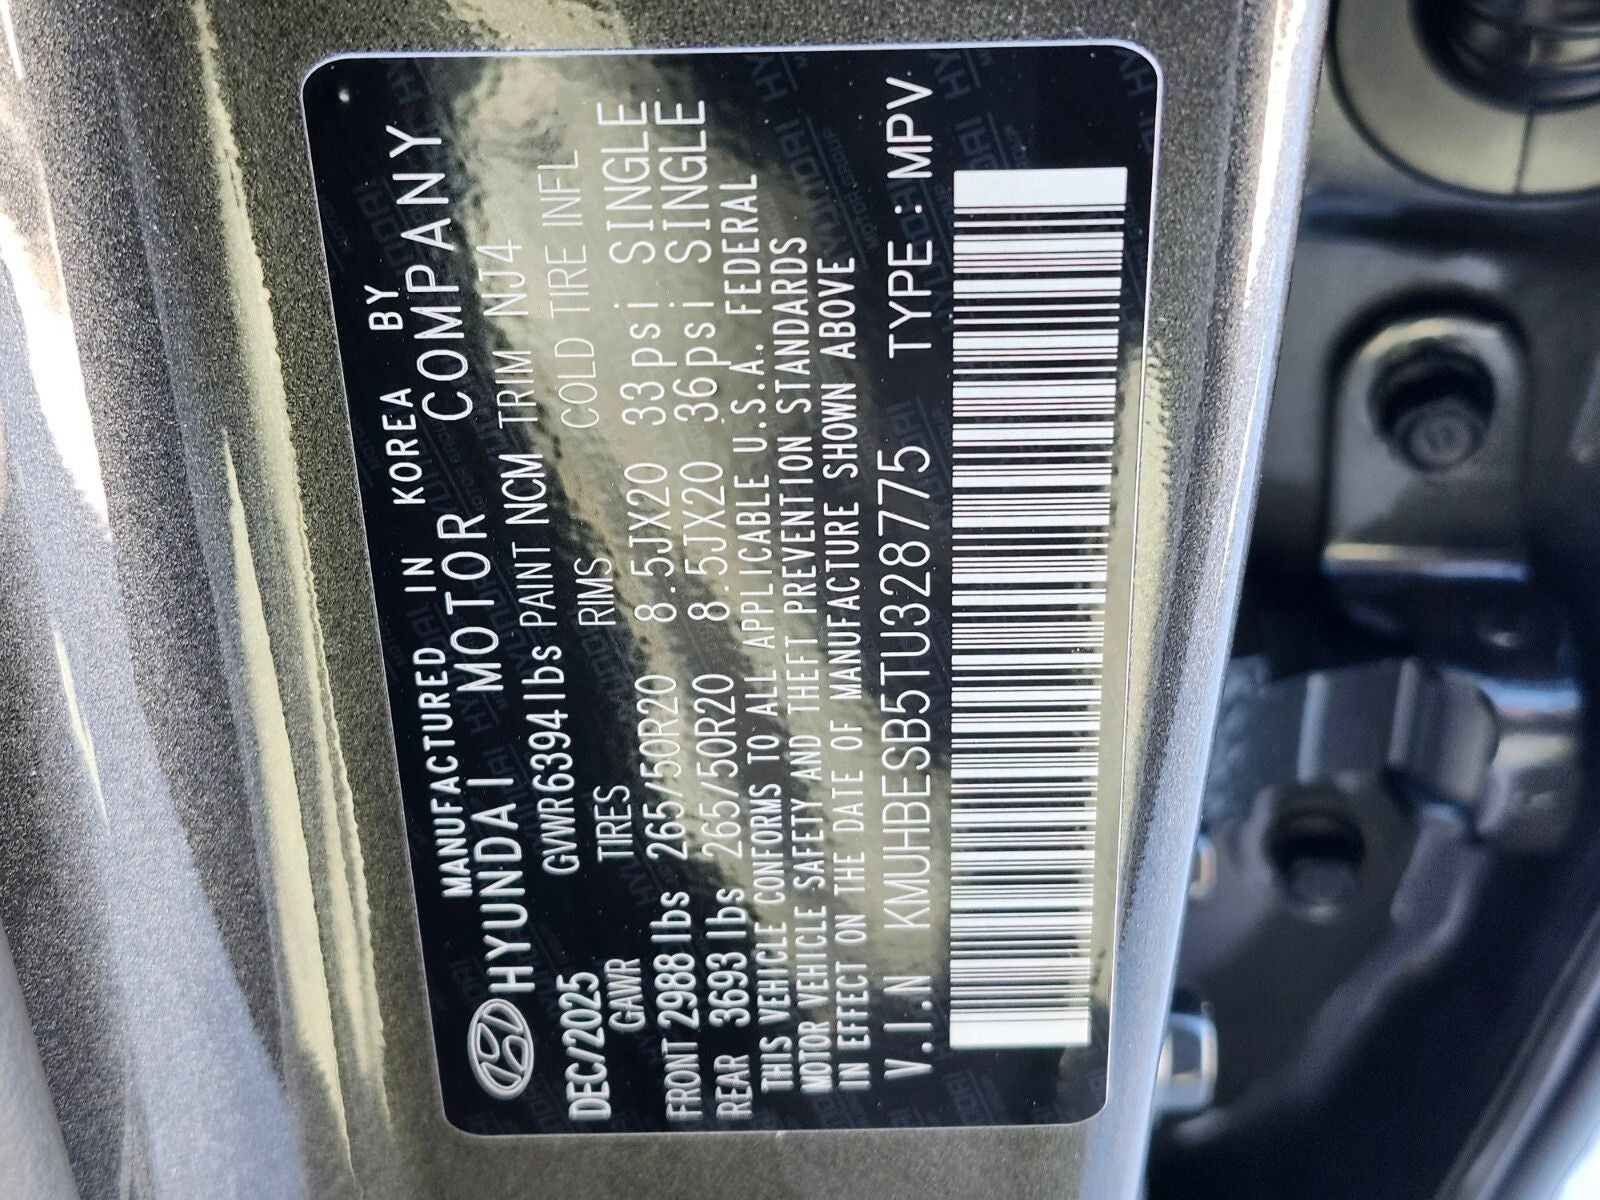 MANUFACTURED IN KOREA BY
HYUNDAI MOTOR COMPANY
DEC/2025 GVWR 6394 lbs PAINT NCM TRIM NJ4
GAWR TIRES RIMS COLD TIRE INFL
FRONT 2988 lbs 265/50R20 8.5JX20 33psi SINGLE
REAR 3693 lbs 265/50R20 8.5JX20 36psi SINGLE
THIS VEHICLE CONFORMS TO ALL APPLICABLE U.S.A. FEDERAL
MOTOR VEHICLE SAFETY AND THEFT PREVENTION STANDARDS
IN EFFECT ON THE DATE OF MANUFACTURE SHOWN ABOVE
V.I.N KMUHBESB5TU328775 TYPE:MPV